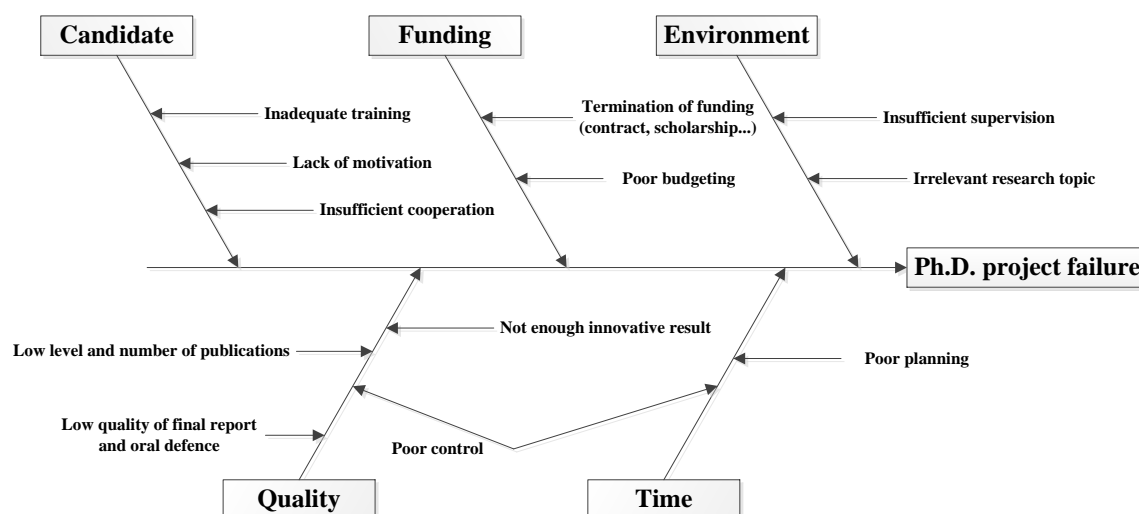 Candidate
Funding
Environment
Inadequate training
Termination of funding
(contract, scholarship...)
Insufficient supervision
Lack of motivation
Poor budgeting
Irrelevant research topic
Insufficient cooperation
Ph.D. project failure
Not enough innovative result
Low level and number of publications
Poor planning
Low quality of final report
and oral defence
Poor control
Quality
Time